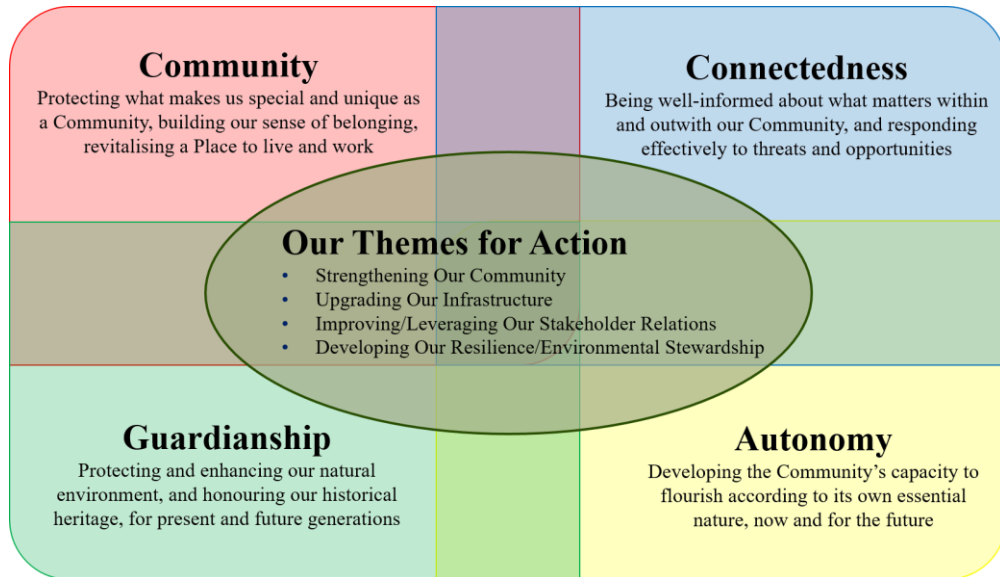 Community
Protecting what makes us special and unique as
a Community, building our sense of belonging,
revitalising a Place to live and work
Connectedness
Being well-informed about what matters within
and outwith our Community, and responding
effectively to threats and opportunities
Our Themes for Action
• Strengthening Our Community
• Upgrading Our Infrastructure
• Improving/Leveraging Our Stakeholder Relations
• Developing Our Resilience/Environmental Stewardship
Guardianship
Protecting and enhancing our natural
environment, and honouring our historical
heritage, for present and future generations
Autonomy
Developing the Community’s capacity to
flourish according to its own essential
nature, now and for the future